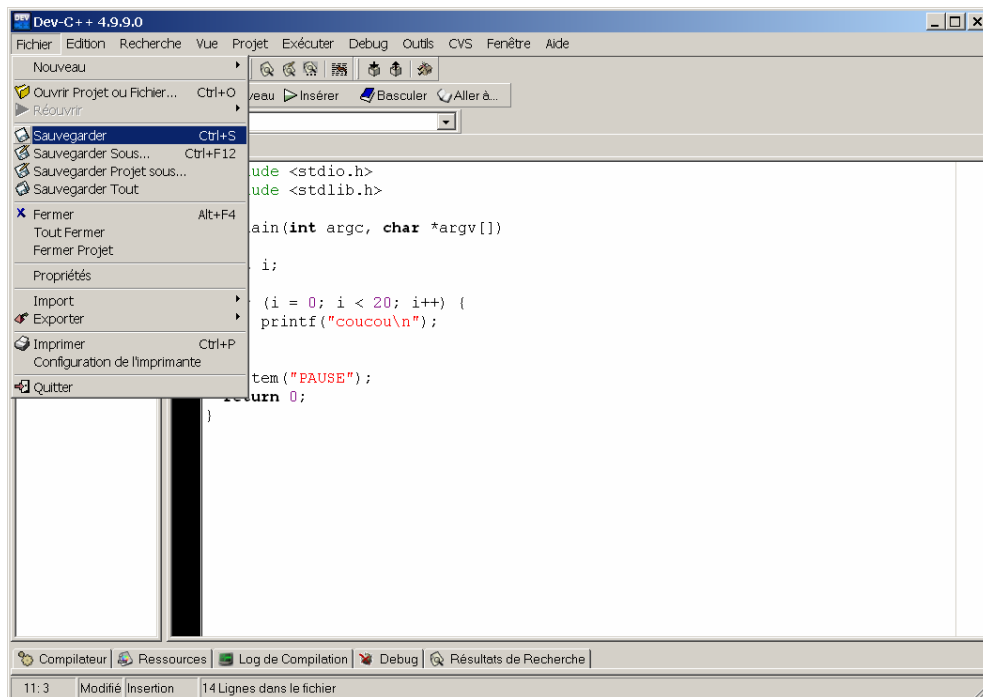 Dev-C++ 4.9.9.0
Fichier Edition Recherche Vue Projet Exécuter Debug Outils CVS Fenêtre Aide
Nouveau
Ouvrir Projet ou Fichier... Ctrl+O
Réouvrir
Sauvegarder Ctrl+S
Sauvegarder Sous... Ctrl+F12
Sauvegarder Projet sous...
Sauvegarder Tout
Fermer Alt+F4
Tout Fermer
Fermer Projet
Propriétés
Import
Exporter
Imprimer Ctrl+P
Configuration de l'imprimante
Quitter
veau Insérer Basculer Aller à...
ude <stdio.h>
ude <stdlib.h>
ain(int argc, char *argv[])
i;
(i = 0; i < 20; i++) {
printf("coucou\n");
tem("PAUSE");
return 0;
}
Compilateur Ressources Log de Compilation Debug Résultats de Recherche
11: 3 Modifié Insertion 14 Lignes dans le fichier